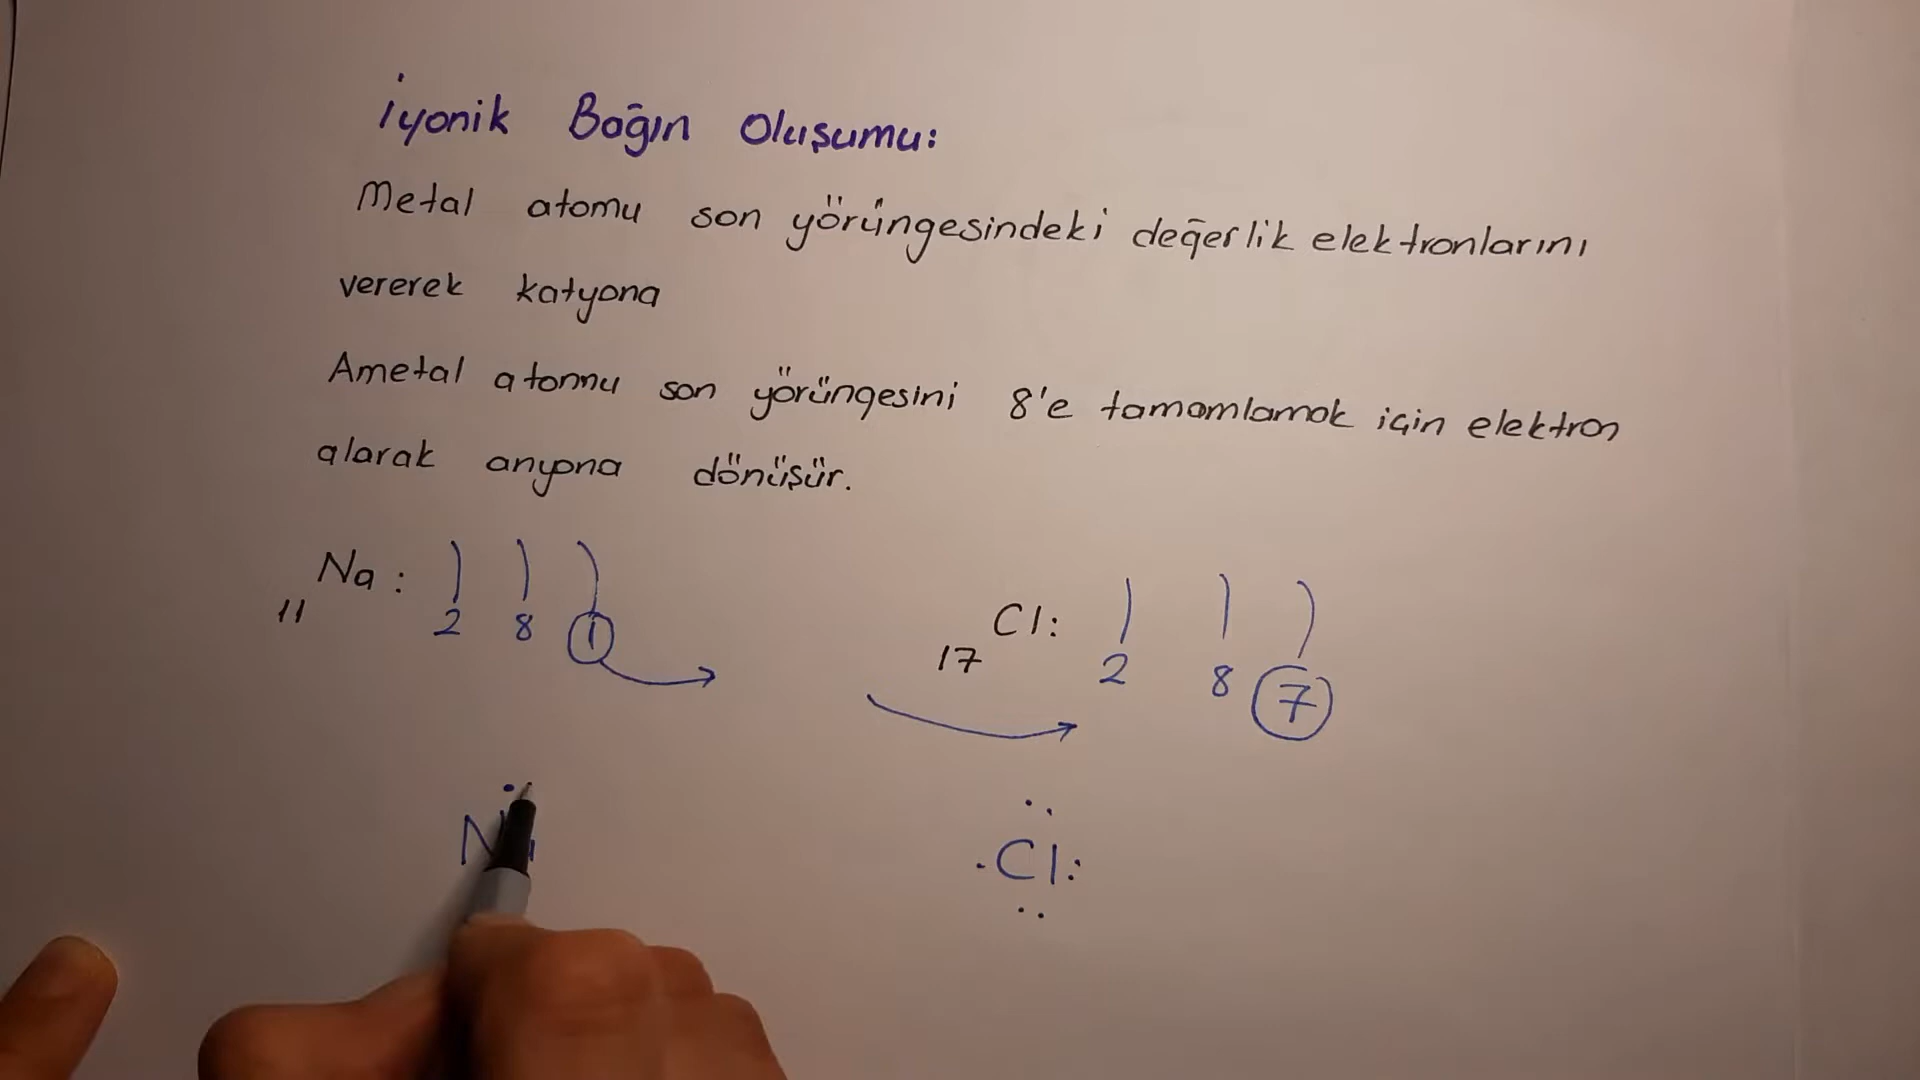 İyonik Bağın Oluşumu:
Metal atomu son yörüngesindeki değerlik elektronlarını
vererek katyona
Ametal atomu son yörüngesini 8'e tamamlamak için elektron
alarak anyona dönüşür.
11 Na: ) ) )
2 8 1
17 Cl: ) ) )
2 8 7
Na
Cl